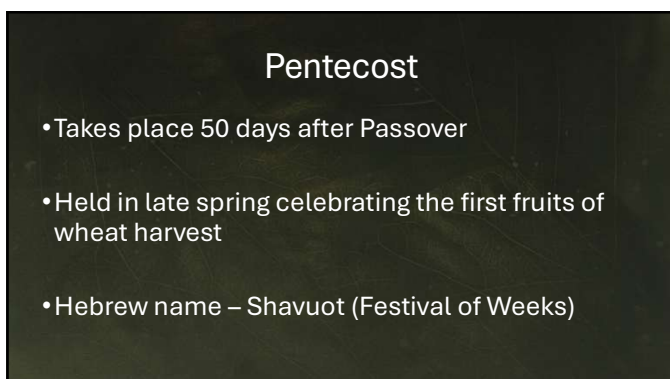 Pentecost
•Takes place 50 days after Passover
•Held in late spring celebrating the first fruits of
wheat harvest
•Hebrew name – Shavuot (Festival of Weeks)